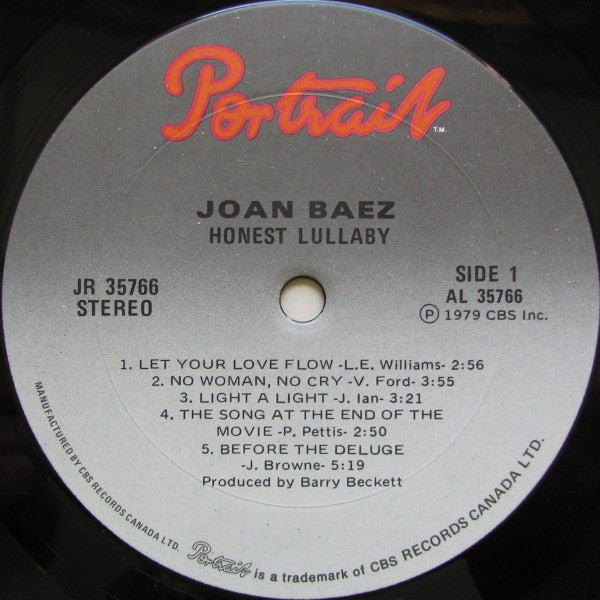 Portrait
T.M.
JOAN BAEZ
HONEST LULLABY
JR 35766
STEREO
SIDE 1
AL 35766
Ⓟ 1979 CBS Inc.
1. LET YOUR LOVE FLOW -L.E. Williams- 2:56
2. NO WOMAN, NO CRY -V. Ford- 3:55
3. LIGHT A LIGHT -J. Ian- 3:21
4. THE SONG AT THE END OF THE
MOVIE -P. Pettis- 2:50
5. BEFORE THE DELUGE
-J. Browne- 5:19
Produced by Barry Beckett
MANUFACTURED BY CBS RECORDS CANADA LTD. Portrait is a trademark of CBS RECORDS CANADA LTD.